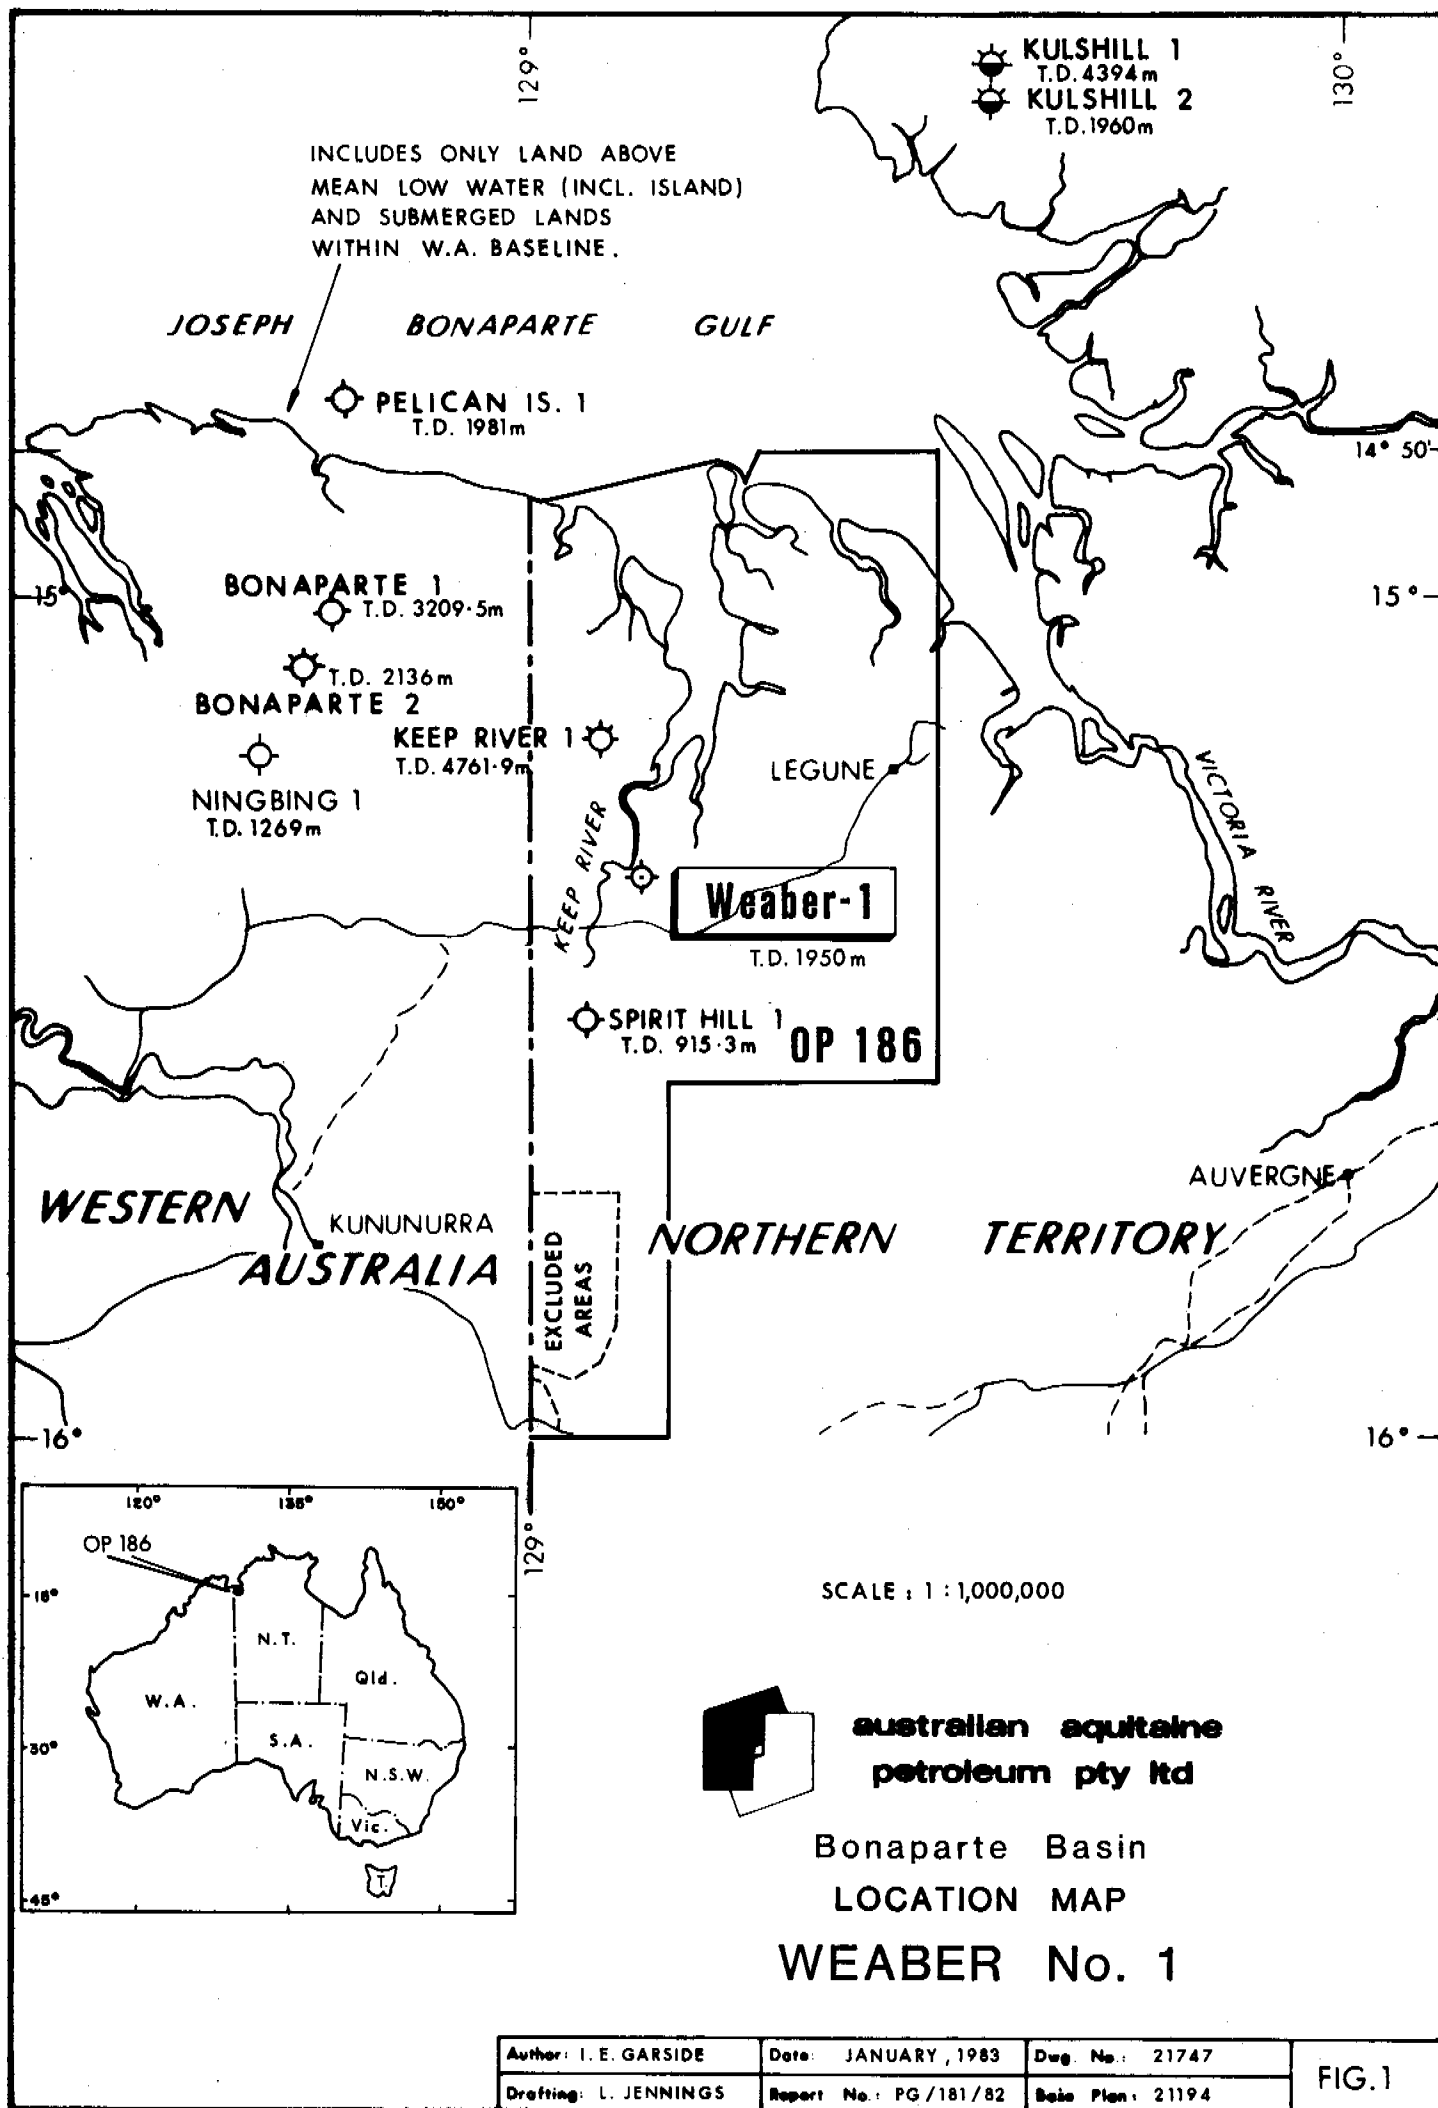 129°
130°
KULSHILL 1
T.D. 4394m
KULSHILL 2
T.D. 1960m
INCLUDES ONLY LAND ABOVE
MEAN LOW WATER (INCL. ISLAND)
AND SUBMERGED LANDS
WITHIN W.A. BASELINE.
JOSEPH BONAPARTE GULF
PELICAN IS. 1
T.D. 1981m
14° 50'
BONAPARTE 1
T.D. 3209·5m
15°
15°
T.D. 2136m
BONAPARTE 2
KEEP RIVER 1
T.D. 4761·9m
NINGBING 1
T.D. 1269m
LEGUNE
VICTORIA RIVER
KEEP RIVER
Weaber-1
T.D. 1950m
SPIRIT HILL 1
T.D. 915·3m
OP 186
AUVERGNE
WESTERN
AUSTRALIA
KUNUNURRA
NORTHERN TERRITORY
EXCLUDED
AREAS
16°
16°
129°
120° 135° 150°
OP 186
15°
N.T.
Qld.
W.A.
S.A.
30°
N.S.W.
Vic.
T.
45°
SCALE : 1 : 1,000,000
australian aquitaine
petroleum pty ltd
Bonaparte Basin
LOCATION MAP
WEABER No. 1
Author: I. E. GARSIDE
Date: JANUARY, 1983
Dwg. No.: 21747
Drafting: L. JENNINGS
Report No.: PG/181/82
Base Plan: 21194
FIG.1